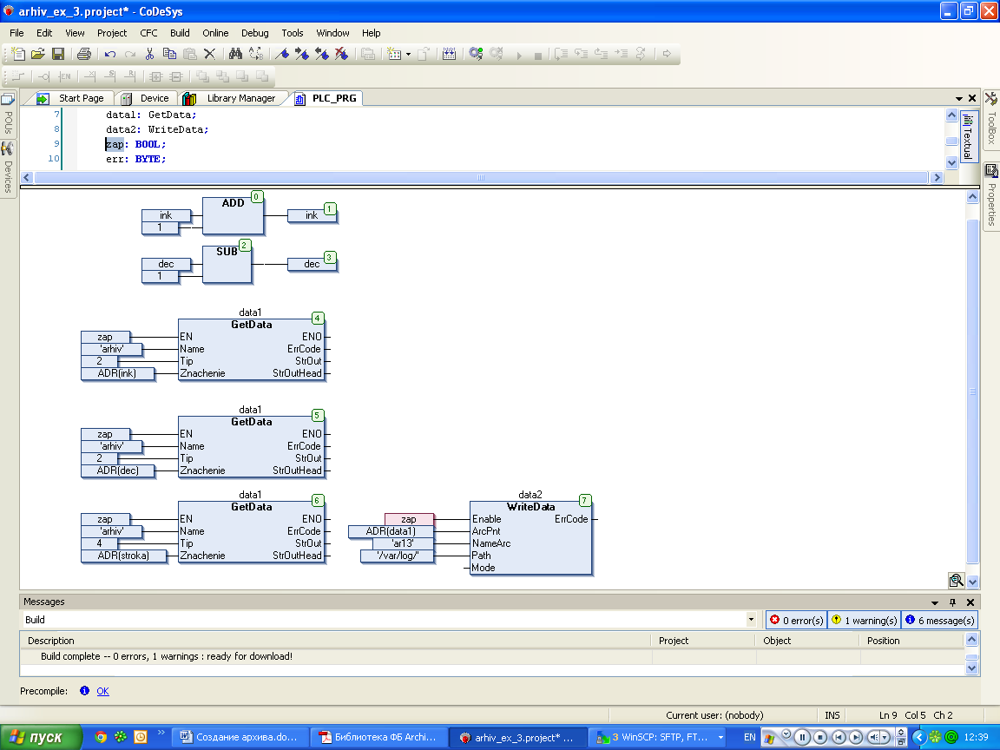 arhiv_ex_3.project* - CoDeSys
File Edit View Project CFC Build Online Debug Tools Window Help
Start Page Device Library Manager PLC_PRG
POUs
Devices
7 data1: GetData;
8 data2: WriteData;
9 zap: BOOL;
10 err: BYTE;
Textual
ToolBox
Properties
ADD 0
ink ink 1
1
SUB 2
dec dec 3
1
data1
GetData 4
zap EN ENO
'arhiv' Name ErrCode
2 Tip StrOut
ADR(ink) Znachenie StrOutHead
data1
GetData 5
zap EN ENO
'arhiv' Name ErrCode
2 Tip StrOut
ADR(dec) Znachenie StrOutHead
data1
GetData 6
zap EN ENO
'arhiv' Name ErrCode
4 Tip StrOut
ADR(stroka) Znachenie StrOutHead
data2
WriteData 7
zap Enable ErrCode
ADR(data1) ArcPnt
'ar13' NameArc
'/var/log/' Path
Mode
Messages
Build 0 error(s) 1 warning(s) 6 message(s)
Description Project Object Position
Build complete -- 0 errors, 1 warnings : ready for download!
Precompile: OK
Current user: (nobody) INS Ln 9 Col 5 Ch 2
пуск Создание архива.do... Библиотека ФБ Archi... arhiv_ex_3.project* ... 3 WinSCP: SFTP, FT... EN 12:39